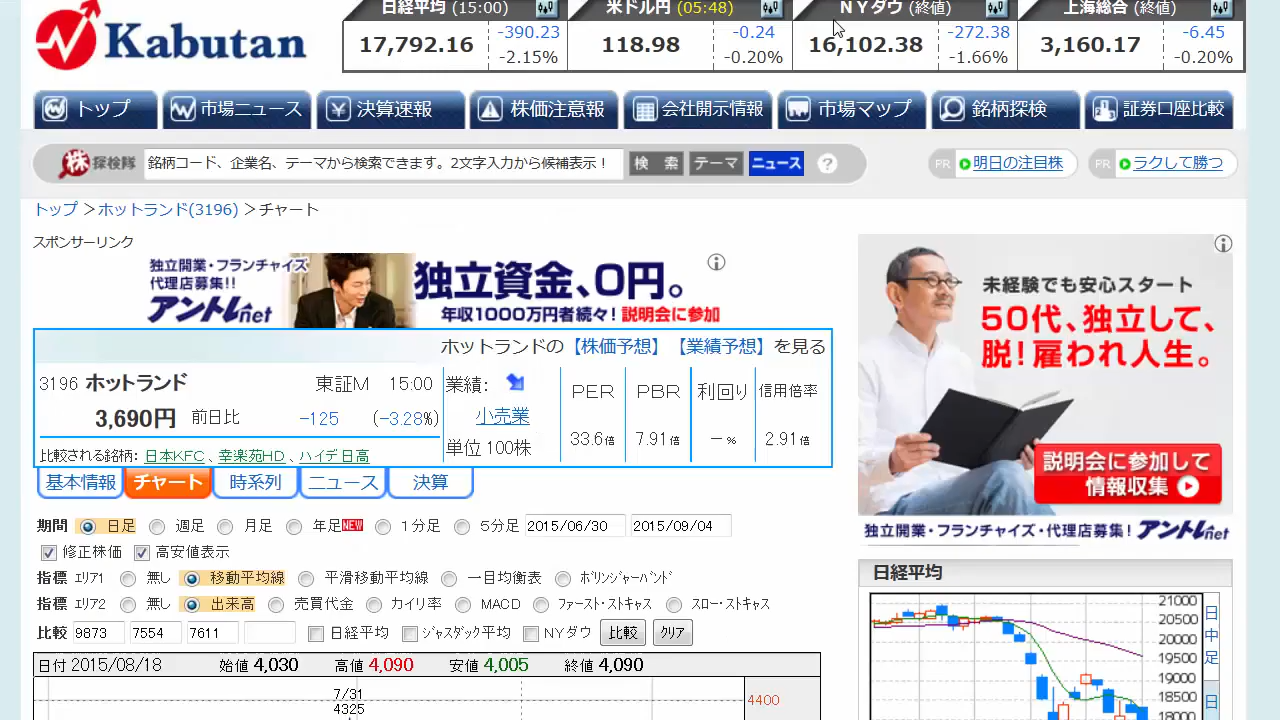 Kabutan
日経平均 (15:00) 米ドル円 (05:48) ＮＹダウ (終値) 上海総合 (終値)
17,792.16 -390.23 -2.15% 118.98 -0.24 -0.20% 16,102.38 -272.38 -1.66% 3,160.17 -6.45 -0.20%
トップ 市場ニュース 決算速報 株価注意報 会社開示情報 市場マップ 銘柄探検 証券口座比較
株探検隊 銘柄コード、企業名、テーマから検索できます。2文字入力から候補表示！ 検 索 テーマ ニュース ? PR 明日の注目株 PR ラクして勝つ
トップ ＞ホットランド(3196) ＞チャート
スポンサーリンク
独立開業・フランチャイズ
代理店募集!!
アントレnet
独立資金、0円。
年収1000万円者続々！説明会に参加
未経験でも安心スタート
50代、独立して、
脱！雇われ人生。
説明会に参加して
情報収集
独立開業・フランチャイズ・代理店募集！アントレnet
ホットランドの【株価予想】【業績予想】を見る
3196 ホットランド 東証M 15:00 業績: PER PBR 利回り 信用倍率
3,690円 前日比 -125 (-3.28%) 小売業
単位 100株 33.6倍 7.91倍 －% 2.91倍
比較される銘柄: 日本KFC、幸楽苑HD、ハイデ日高
基本情報 チャート 時系列 ニュース 決算
期間 日足 週足 月足 年足NEW 1分足 5分足 2015/06/30 2015/09/04
修正株価 高安値表示
指標 エリア1 無し 移動平均線 平滑移動平均線 一目均衡表 ボリンジャーバンド
指標 エリア2 無し 出来高 売買代金 カイリ率 MACD ファースト・ストキャス スロー・ストキャス
比較 9873 7554 7611 日経平均 ジャスダック平均 NYダウ 比較 クリア
日付 2015/08/18 始値 4,030 高値 4,090 安値 4,005 終値 4,090
7/31
4325
4400
日経平均
21000
20500
20000
19500
19000
18500
18000
日
中
足
日